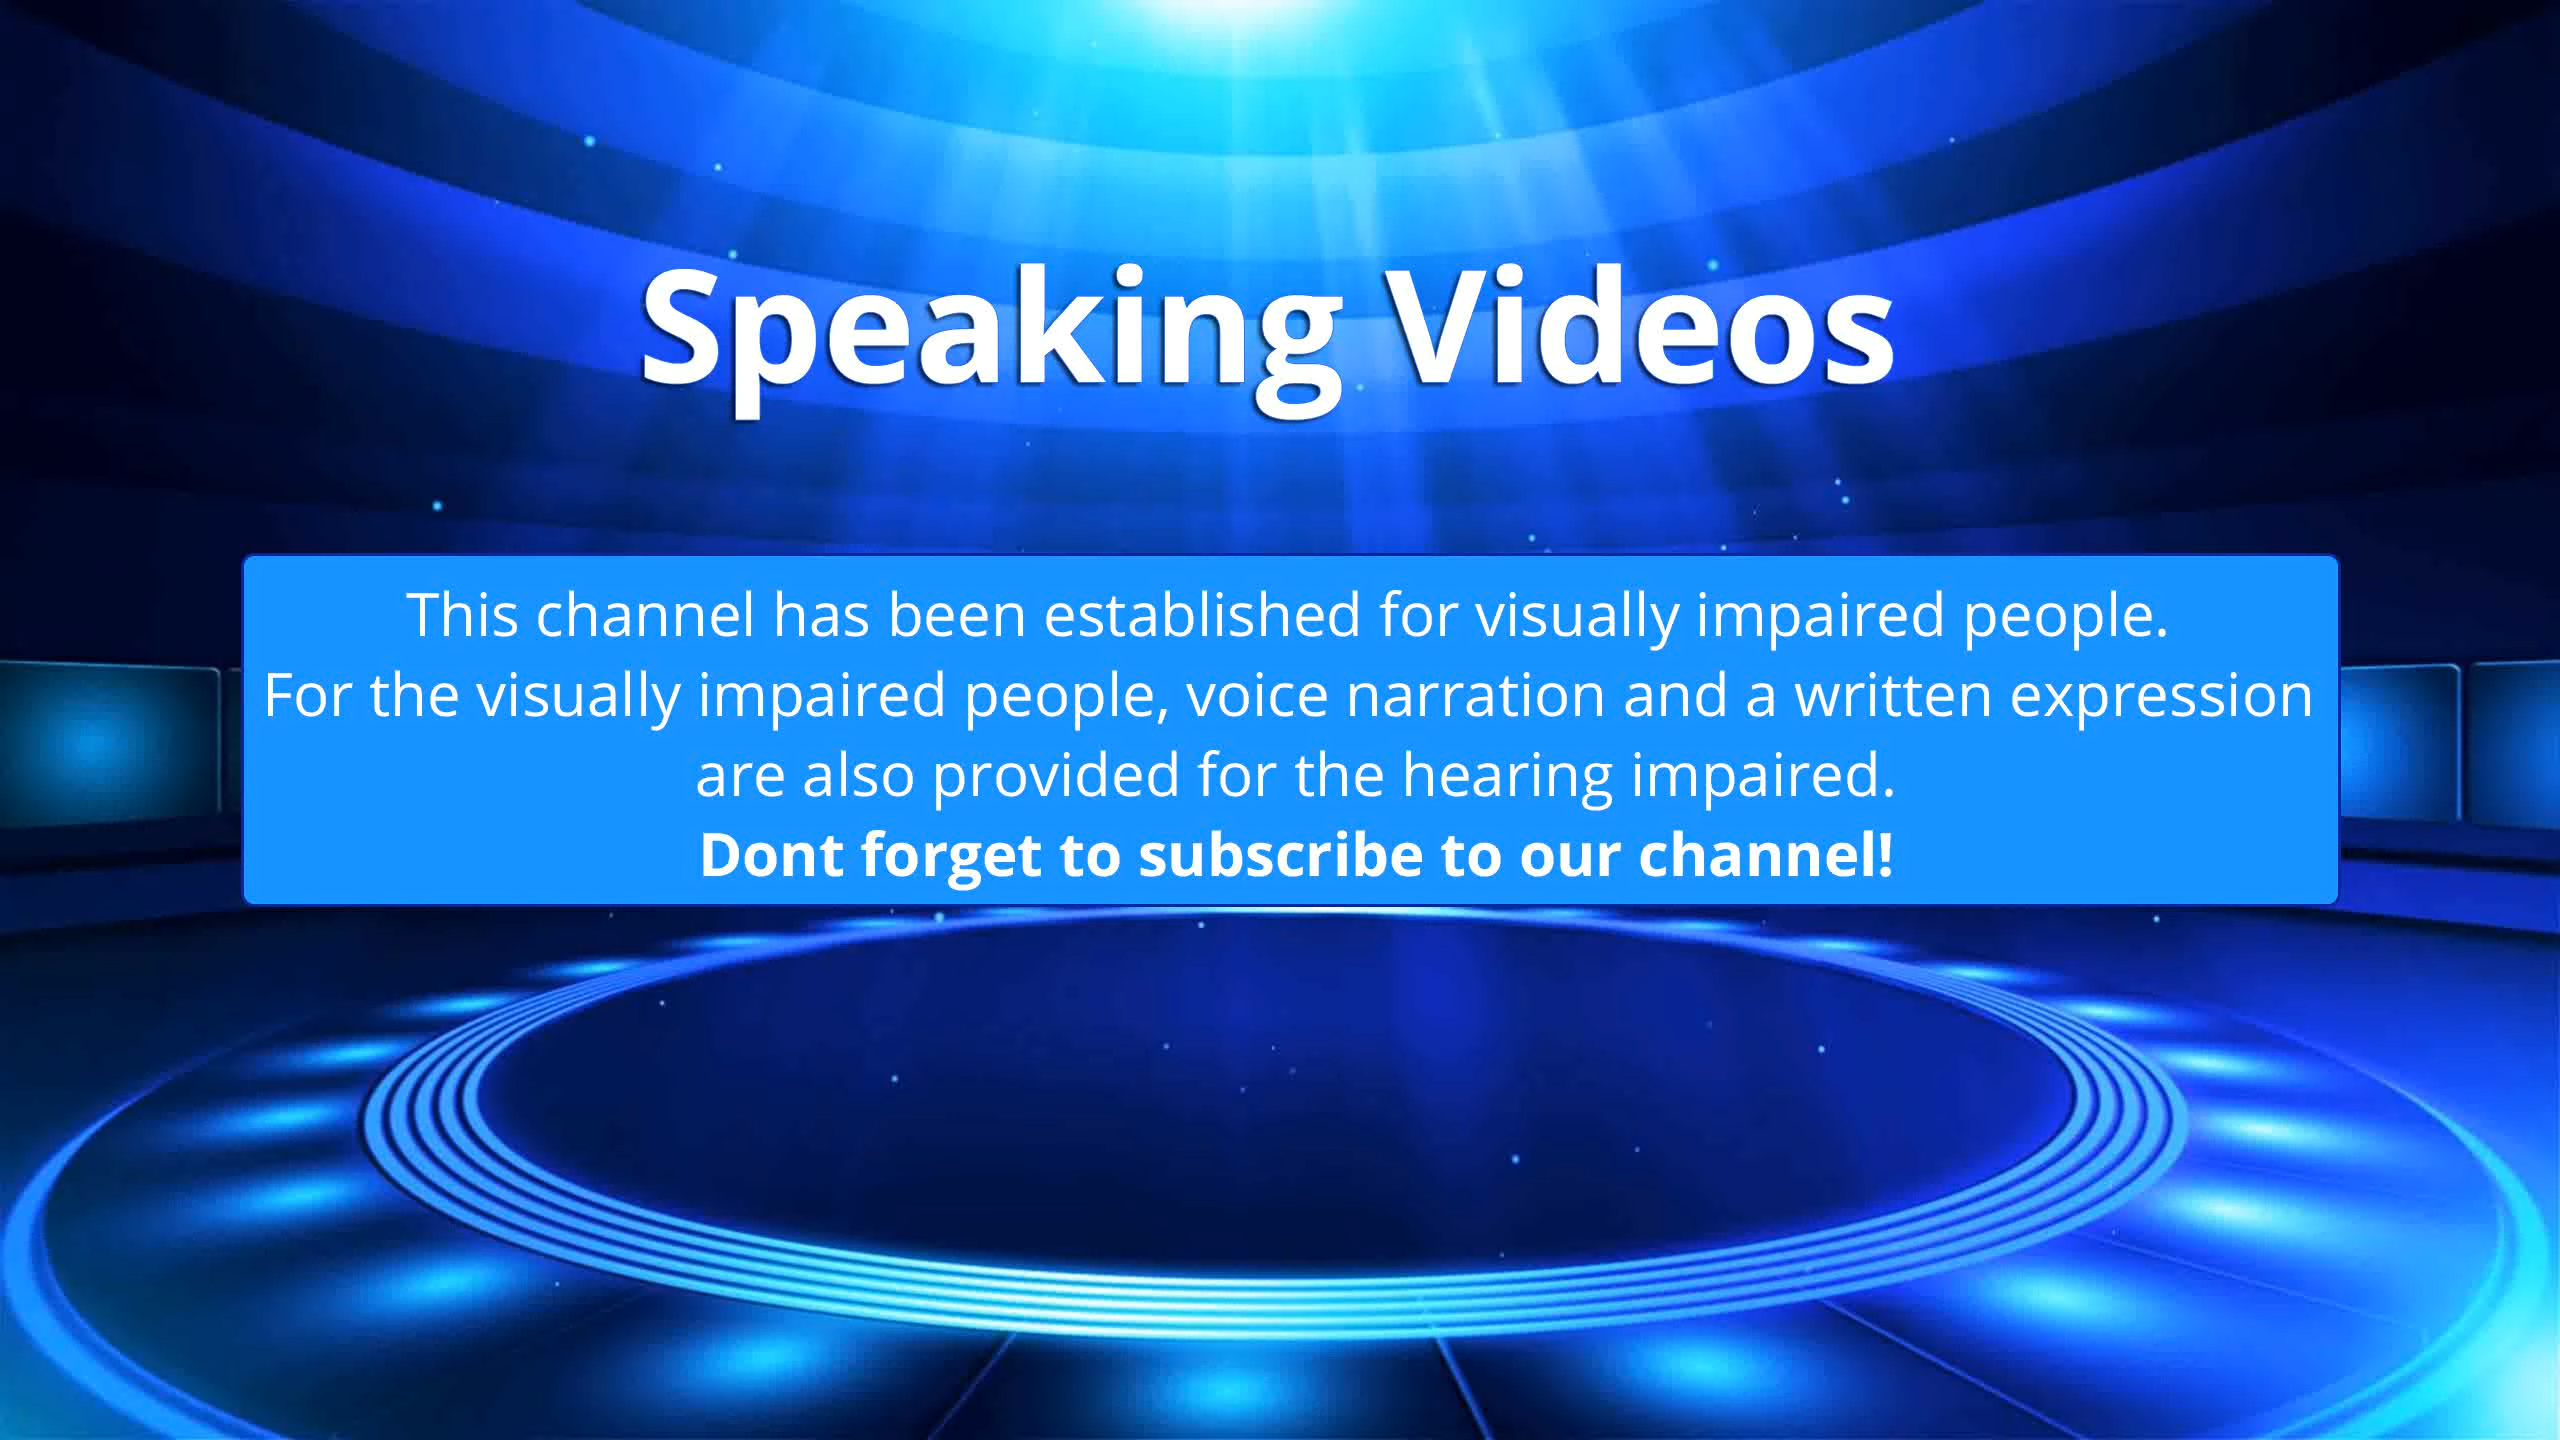 Speaking Videos
This channel has been established for visually impaired people.
For the visually impaired people, voice narration and a written expression
are also provided for the hearing impaired.
Dont forget to subscribe to our channel!